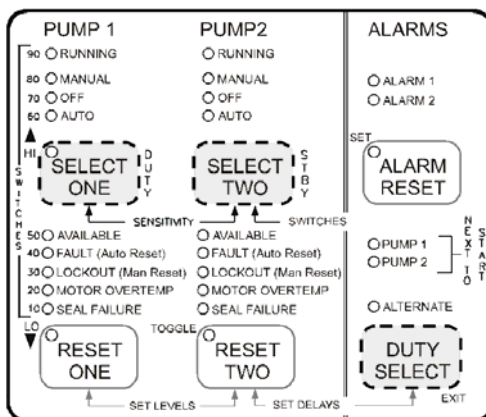 PUMP 1
90 RUNNING
80 MANUAL
70 OFF
60 AUTO
HI
SWITCHES
SELECT
ONE
DUTY
50 AVAILABLE
40 FAULT (Auto Reset)
30 LOCKOUT (Man Reset)
20 MOTOR OVERTEMP
10 SEAL FAILURE
LO
RESET
ONE
PUMP2
RUNNING
MANUAL
OFF
AUTO
SELECT
TWO
STBY
SENSITIVITY
SWITCHES
AVAILABLE
FAULT (Auto Reset)
LOCKOUT (Man Reset)
MOTOR OVERTEMP
SEAL FAILURE
TOGGLE
RESET
TWO
SET LEVELS
SET DELAYS
ALARMS
ALARM 1
ALARM 2
SET
ALARM
RESET
PUMP 1
PUMP 2
NEXT TO
START
ALTERNATE
DUTY
SELECT
EXIT